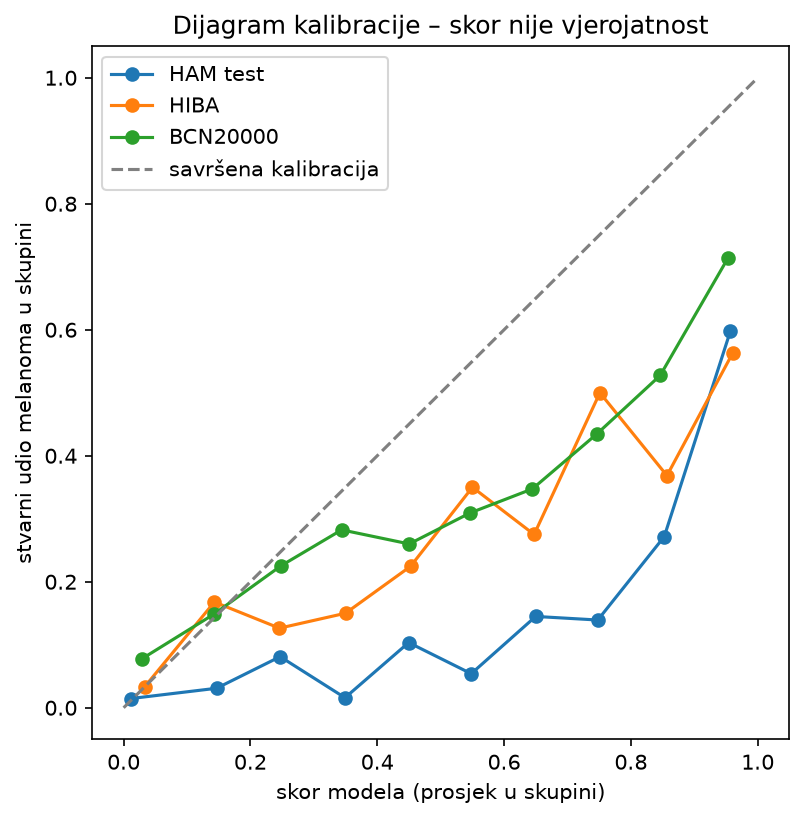 Dijagram kalibracije – skor nije vjerojatnost
HAM test
HIBA
BCN20000
savršena kalibracija
stvarni udio melanoma u skupini
1.0
0.8
0.6
0.4
0.2
0.0
0.0 0.2 0.4 0.6 0.8 1.0
skor modela (prosjek u skupini)